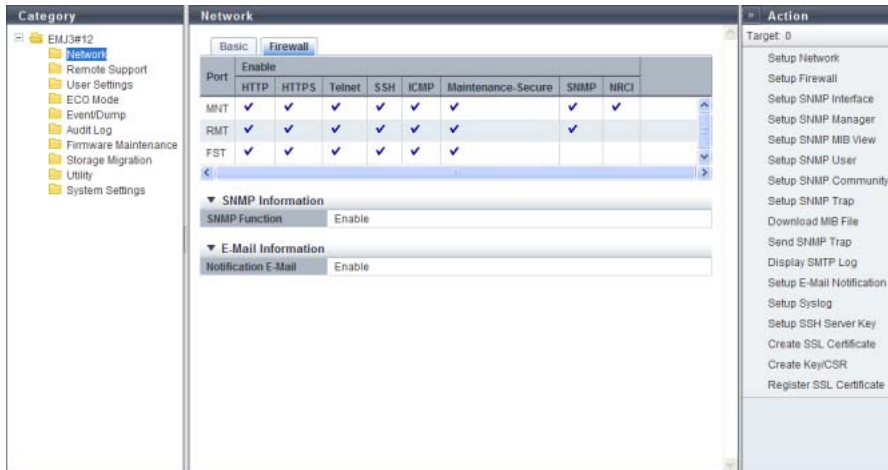 Category
EMJ3#12
Network
Remote Support
User Settings
ECO Mode
Event/Dump
Audit Log
Firmware Maintenance
Storage Migration
Utility
System Settings
Network
Basic
Firewall
Port
Enable
HTTP HTTPS Telnet SSH ICMP Maintenance-Secure SNMP NRCI
MNT ✔ ✔ ✔ ✔ ✔ ✔ ✔ ✔
RMT ✔ ✔ ✔ ✔ ✔ ✔ ✔
FST ✔ ✔ ✔ ✔ ✔ ✔
▼ SNMP Information
SNMP Function Enable
▼ E-Mail Information
Notification E-Mail Enable
» Action
Target: 0
Setup Network
Setup Firewall
Setup SNMP Interface
Setup SNMP Manager
Setup SNMP MIB View
Setup SNMP User
Setup SNMP Community
Setup SNMP Trap
Download MIB File
Send SNMP Trap
Display SMTP Log
Setup E-Mail Notification
Setup Syslog
Setup SSH Server Key
Create SSL Certificate
Create Key/CSR
Register SSL Certificate